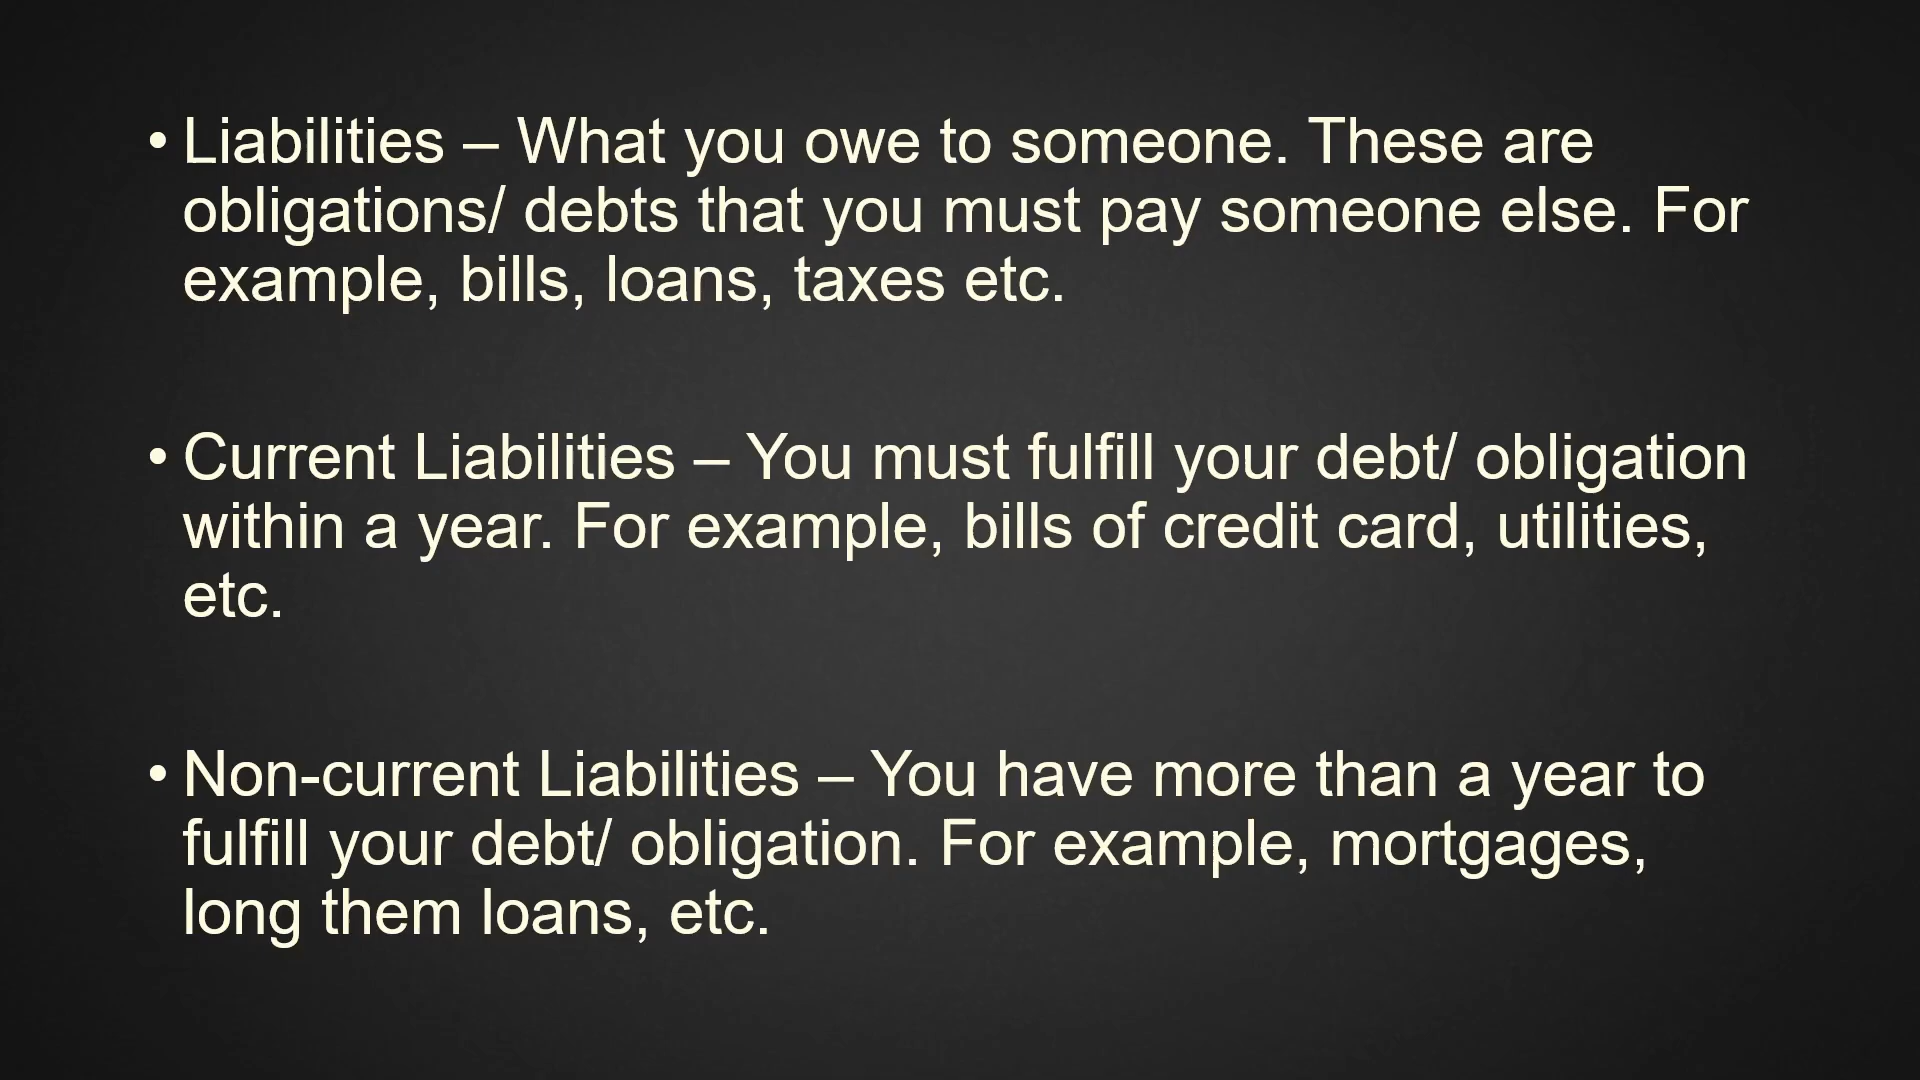 • Liabilities – What you owe to someone. These are
obligations/ debts that you must pay someone else. For
example, bills, loans, taxes etc.
• Current Liabilities – You must fulfill your debt/ obligation
within a year. For example, bills of credit card, utilities,
etc.
• Non-current Liabilities – You have more than a year to
fulfill your debt/ obligation. For example, mortgages,
long them loans, etc.